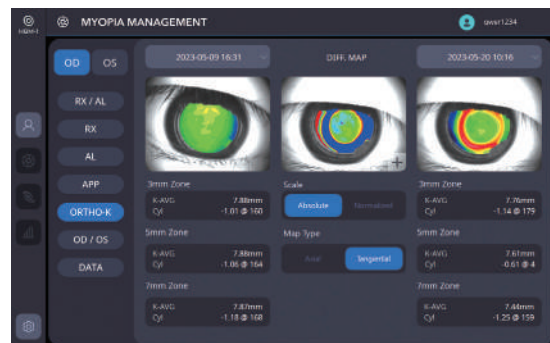 HBM-1
MYOPIA MANAGEMENT
qwer1234
OD OS
RX / AL
RX
AL
APP
ORTHO-K
OD / OS
DATA
2023-05-09 16:31
3mm Zone
K-AVG 7.88mm
Cyl -1.01 @ 160
5mm Zone
K-AVG 7.88mm
Cyl -1.06 @ 164
7mm Zone
K-AVG 7.87mm
Cyl -1.18 @ 168
DIFF. MAP
Scale
Absolute Normalized
Map Type
Axial Tangential
2023-05-20 10:16
3mm Zone
K-AVG 7.76mm
Cyl -1.14 @ 179
5mm Zone
K-AVG 7.61mm
Cyl -0.61 @ 4
7mm Zone
K-AVG 7.44mm
Cyl -1.25 @ 159